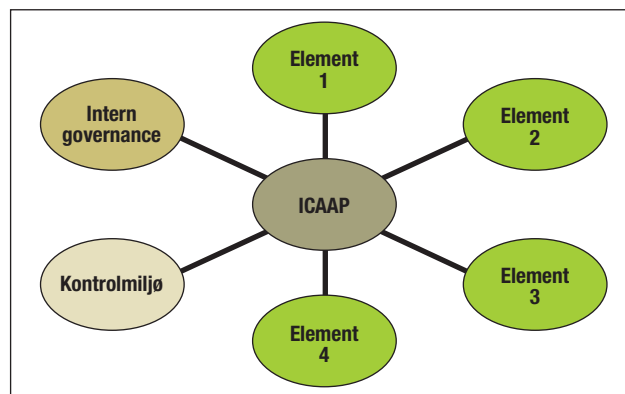 Element
1
Intern
governance
Element
2
ICAAP
Kontrolmiljø
Element
3
Element
4